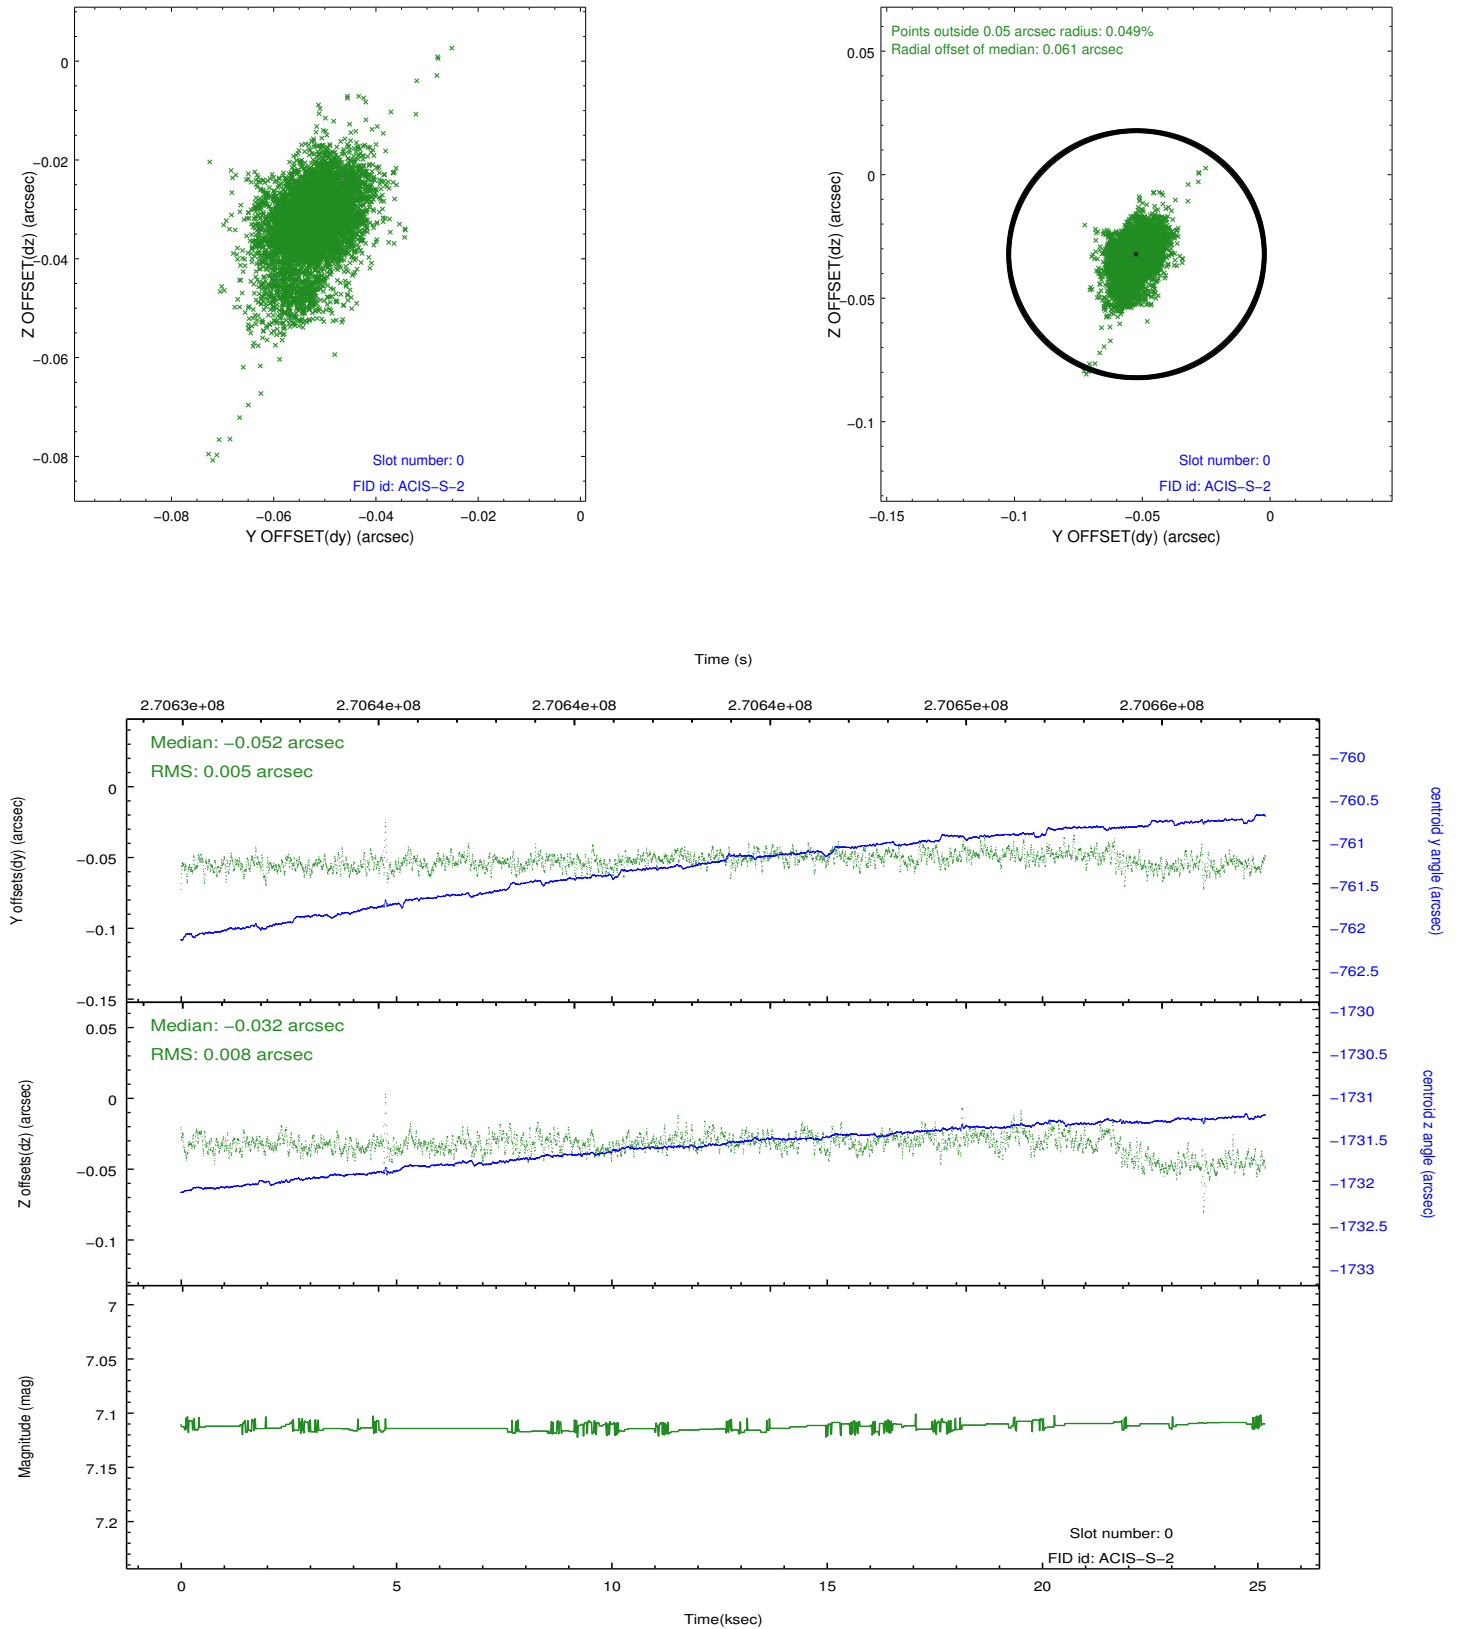 0
−0.02
−0.04
−0.06
−0.08
Z OFFSET(dz) (arcsec)
Slot number: 0
FID id: ACIS−S−2
−0.08
−0.06
−0.04
−0.02
0
Y OFFSET(dy) (arcsec)
Points outside 0.05 arcsec radius: 0.049%
Radial offset of median: 0.061 arcsec
0.05
0
−0.05
−0.1
Z OFFSET(dz) (arcsec)
Slot number: 0
FID id: ACIS−S−2
−0.15
−0.1
−0.05
0
Y OFFSET(dy) (arcsec)
Time (s)
2.7063e+08
2.7064e+08
2.7064e+08
2.7064e+08
2.7065e+08
2.7066e+08
Median: −0.052 arcsec
RMS: 0.005 arcsec
0
−0.05
−0.1
−0.15
Y offsets(dy) (arcsec)
−760
−760.5
−761
−761.5
−762
−762.5
centroid y angle (arcsec)
Median: −0.032 arcsec
RMS: 0.008 arcsec
0.05
0
−0.05
−0.1
Z offsets(dz) (arcsec)
−1730
−1730.5
−1731
−1731.5
−1732
−1732.5
−1733
centroid z angle (arcsec)
7
7.05
7.1
7.15
7.2
Magnitude (mag)
Slot number: 0
FID id: ACIS−S−2
0
5
10
15
20
25
Time(ksec)